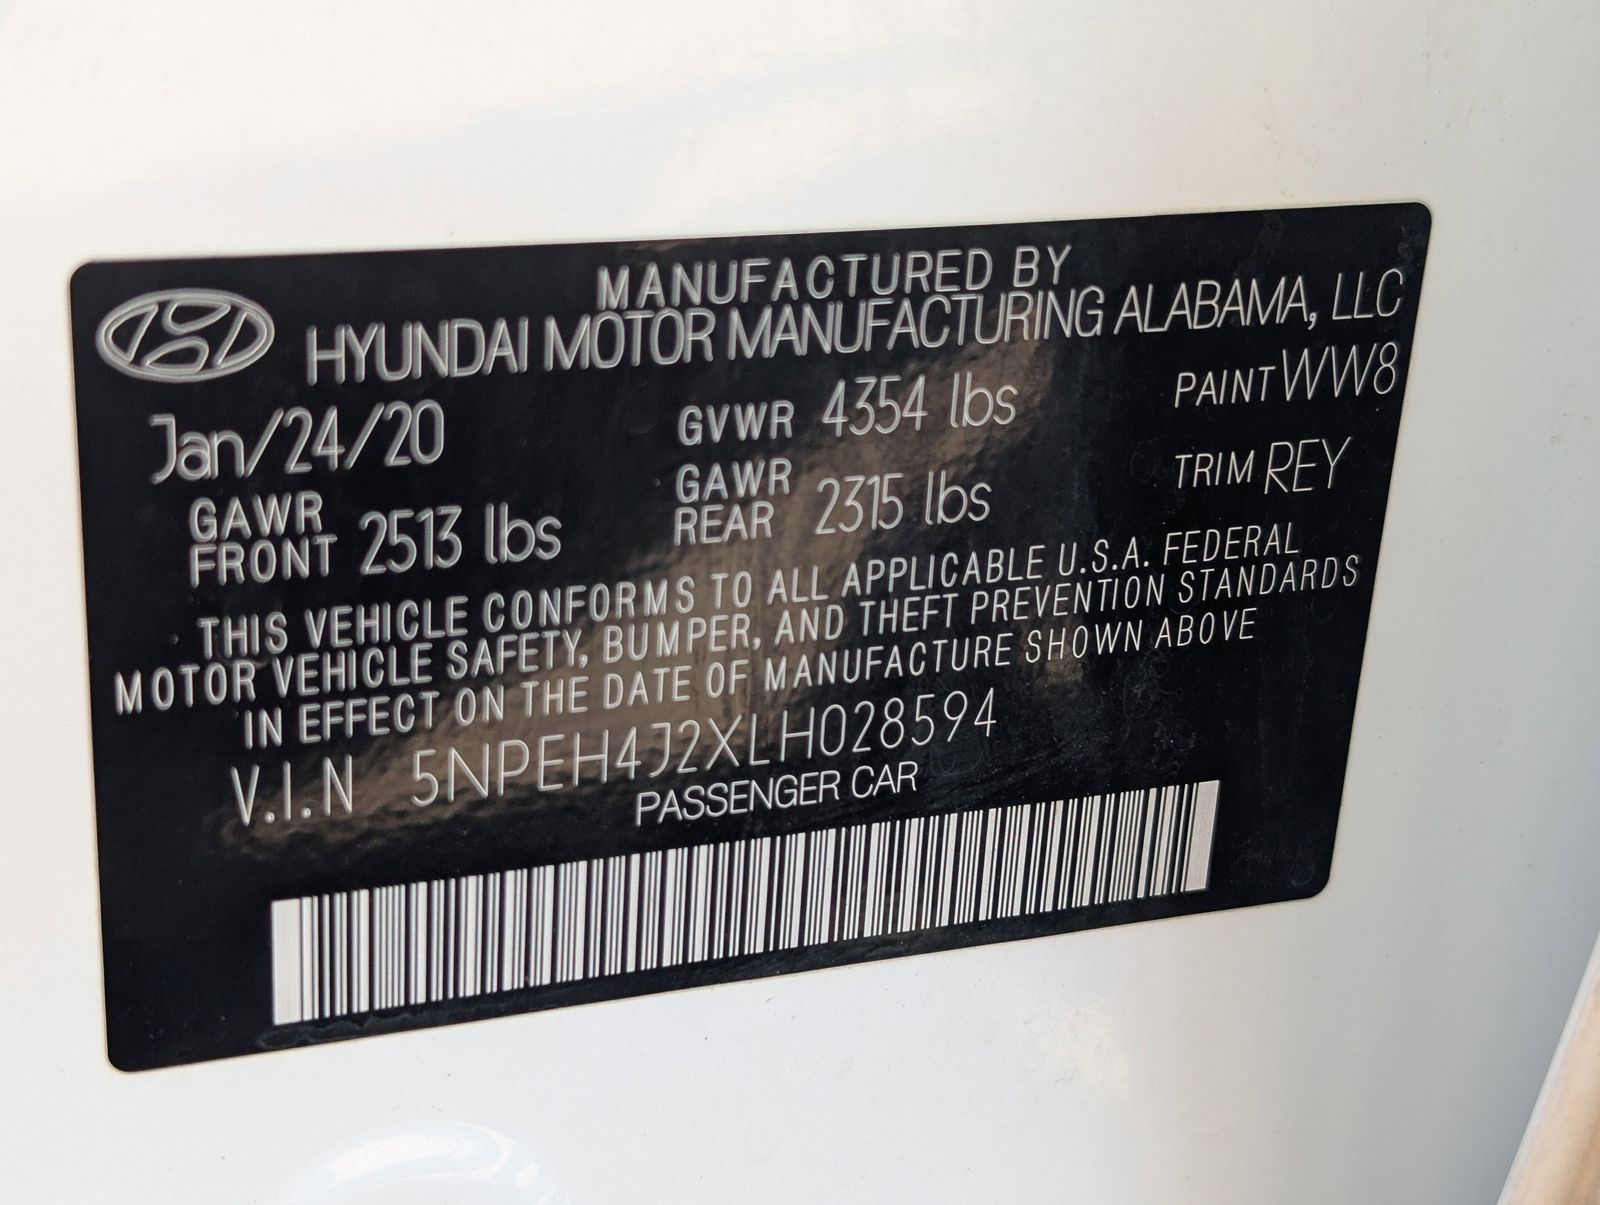 MANUFACTURED BY
HYUNDAI MOTOR MANUFACTURING ALABAMA, LLC
Jan/24/20 GVWR 4354 lbs PAINT WW8
GAWR FRONT 2513 lbs GAWR REAR 2315 lbs TRIM REY
THIS VEHICLE CONFORMS TO ALL APPLICABLE U.S.A. FEDERAL
MOTOR VEHICLE SAFETY, BUMPER, AND THEFT PREVENTION STANDARDS
IN EFFECT ON THE DATE OF MANUFACTURE SHOWN ABOVE
V.I.N 5NPEH4J2XLH028594
PASSENGER CAR